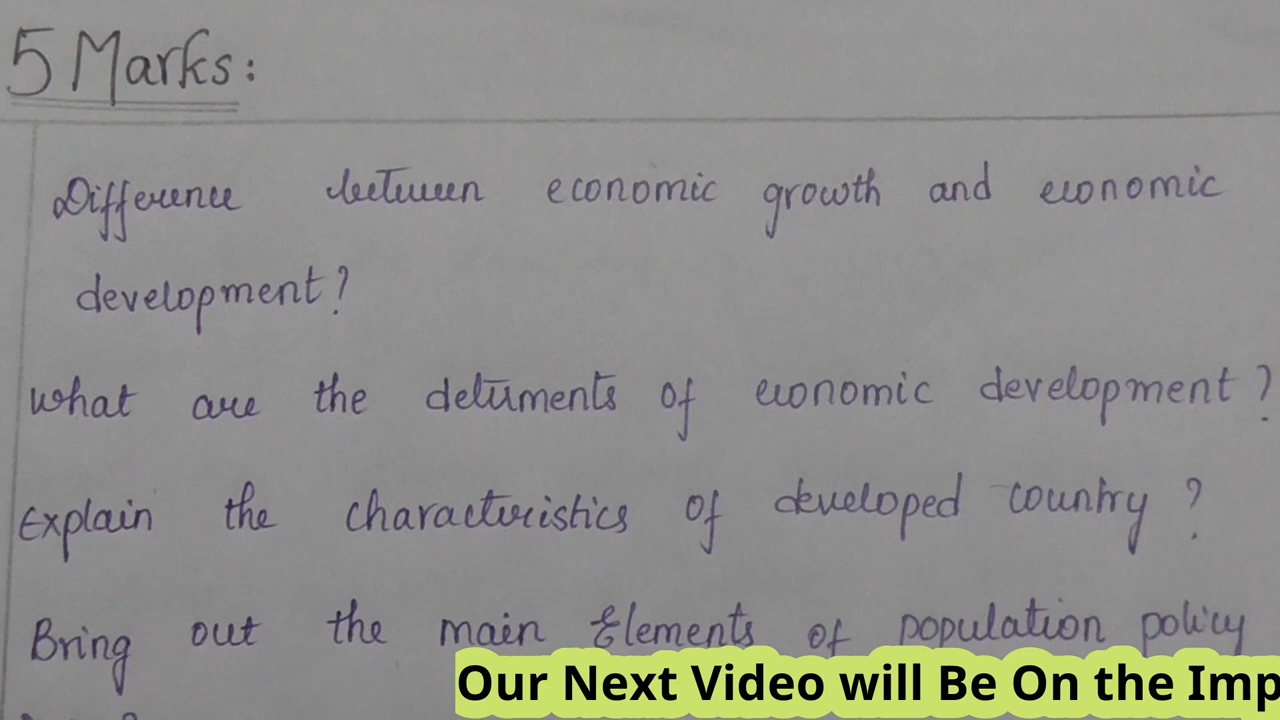 5 Marks:
Difference between economic growth and economic
development?
What are the detuments of economic development?
Explain the characteristics of developed country?
Bring out the main Elements of population policy
Our Next Video will Be On the Imp